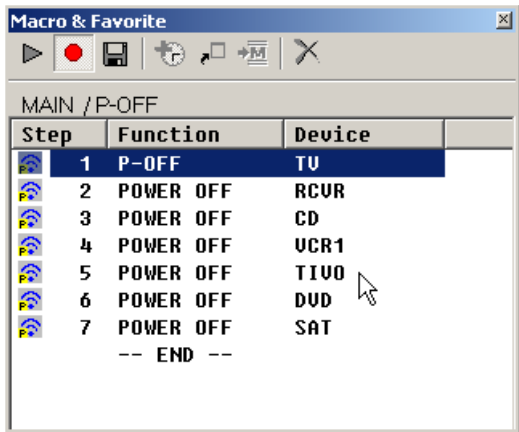 Macro & Favorite
MAIN / P-OFF
Step Function Device
1 P-OFF TV
2 POWER OFF RCVR
3 POWER OFF CD
4 POWER OFF VCR1
5 POWER OFF TIVO
6 POWER OFF DVD
7 POWER OFF SAT
-- END --